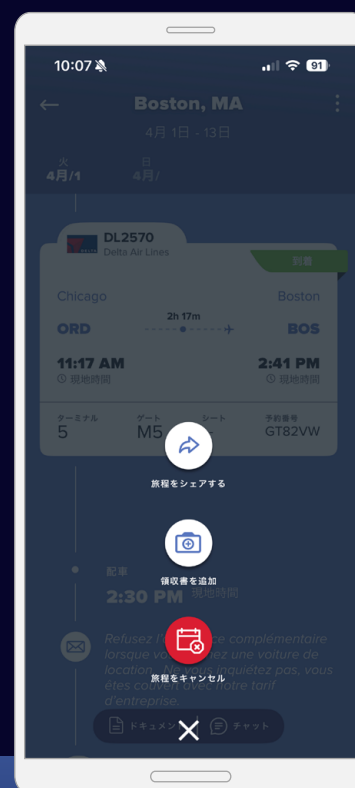 10:07
91
Boston, MA
4月 1日 - 13日
火
日
4月/1
4月/
DL2570
DELTA
Delta Air Lines
到着
Chicago
Boston
2h 17m
ORD
BOS
11:17 AM
2:41 PM
現地時間
現地時間
ターミナル
ゲート
シート
予約番号
5
M5
-
GT82VW
旅程をシェアする
領収書を追加
配車
2:30 PM 現地時間
旅程をキャンセル
Refusez l' ce complémentaire
lorsque vo ez une voiture de
location. Ne vous inquiétez pas, vous
êtes couvert avec notre tarif
d'entreprise.
ドキュメン
チャット